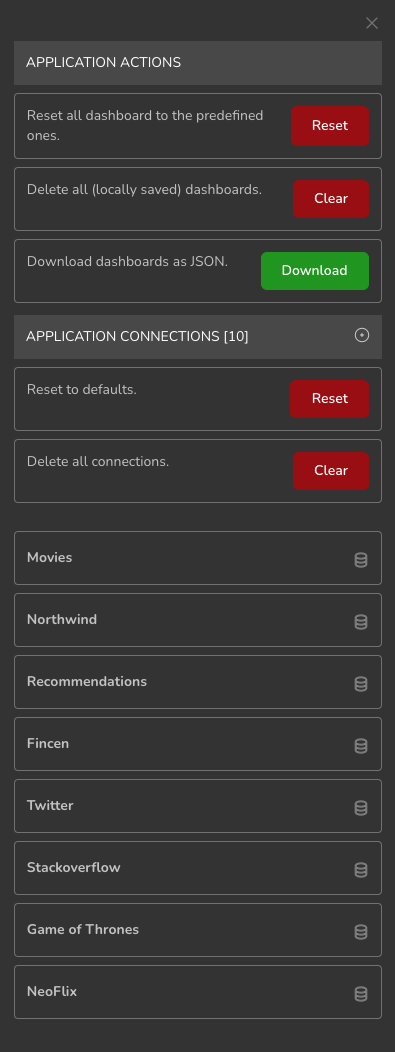 APPLICATION ACTIONS
Reset all dashboard to the predefined
ones.
Reset
Delete all (locally saved) dashboards.
Clear
Download dashboards as JSON.
Download
APPLICATION CONNECTIONS [10]
Reset to defaults.
Reset
Delete all connections.
Clear
Movies
Northwind
Recommendations
Fincen
Twitter
Stackoverflow
Game of Thrones
NeoFlix